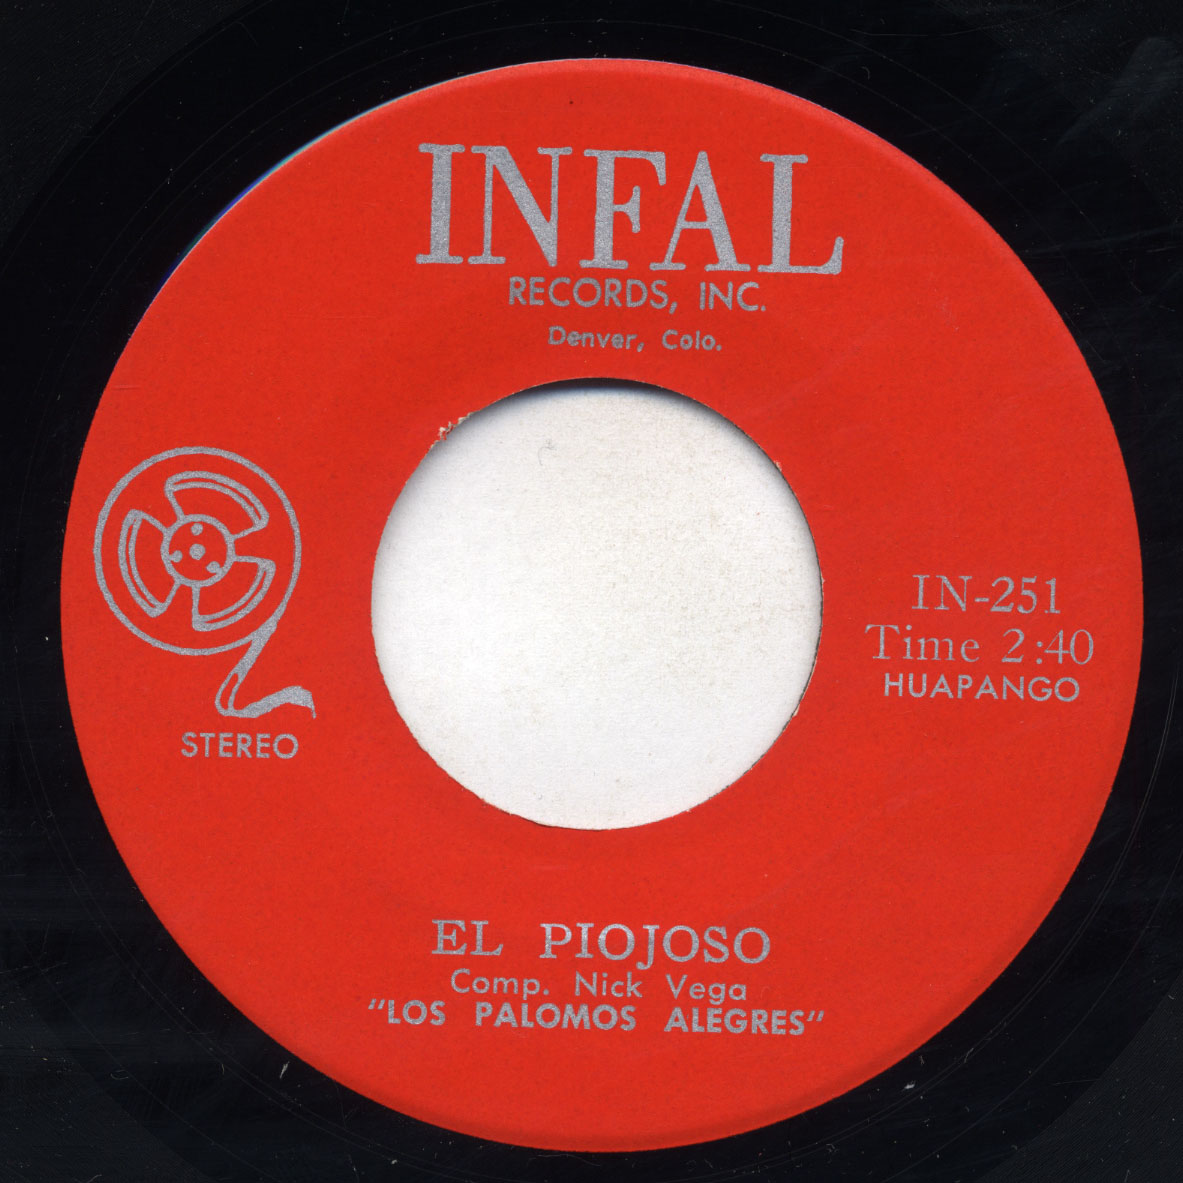 INFAL
RECORDS, INC.
Denver, Colo.
IN-251
Time 2:40
HUAPANGO
STEREO
EL PIOJOSO
Comp. Nick Vega
"LOS PALOMOS ALEGRES"